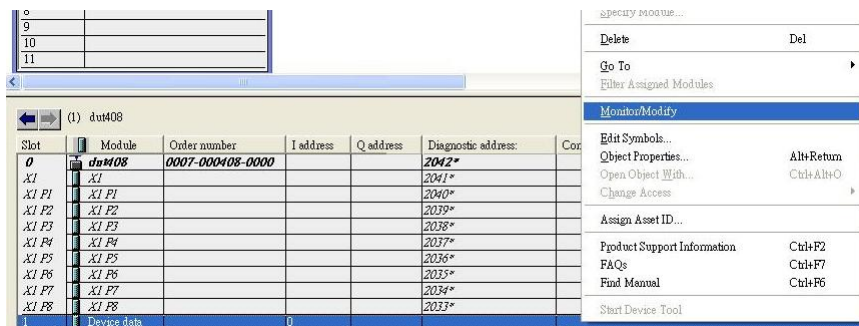 8
9
10
11
Specify Module...
Delete Del
Go To
Filter Assigned Modules
Monitor/Modify
Edit Symbols...
Object Properties... Alt+Return
Open Object With... Ctrl+Alt+O
Change Access
Assign Asset ID...
Product Support Information Ctrl+F2
FAQs Ctrl+F7
Find Manual Ctrl+F6
Start Device Tool
(1) dut408
Slot Module Order number I address Q address Diagnostic address: Com
0 dut408 0007-000408-0000 2042*
X1 X1 2041*
X1 P1 X1 P1 2040*
X1 P2 X1 P2 2039*
X1 P3 X1 P3 2038*
X1 P4 X1 P4 2037*
X1 P5 X1 P5 2036*
X1 P6 X1 P6 2035*
X1 P7 X1 P7 2034*
X1 P8 X1 P8 2033*
1 Device data 0